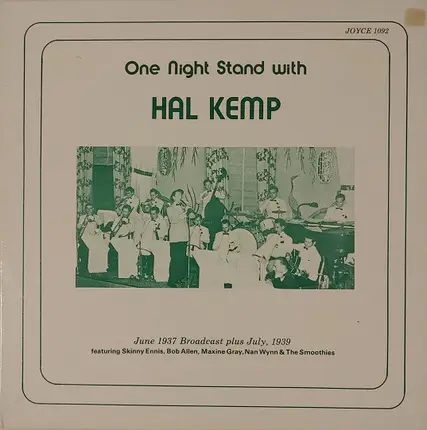 JOYCE 1092
One Night Stand with
HAL KEMP
June 1937 Broadcast plus July, 1939
featuring Skinny Ennis, Bob Allen, Maxine Gray, Nan Wynn & The Smoothies